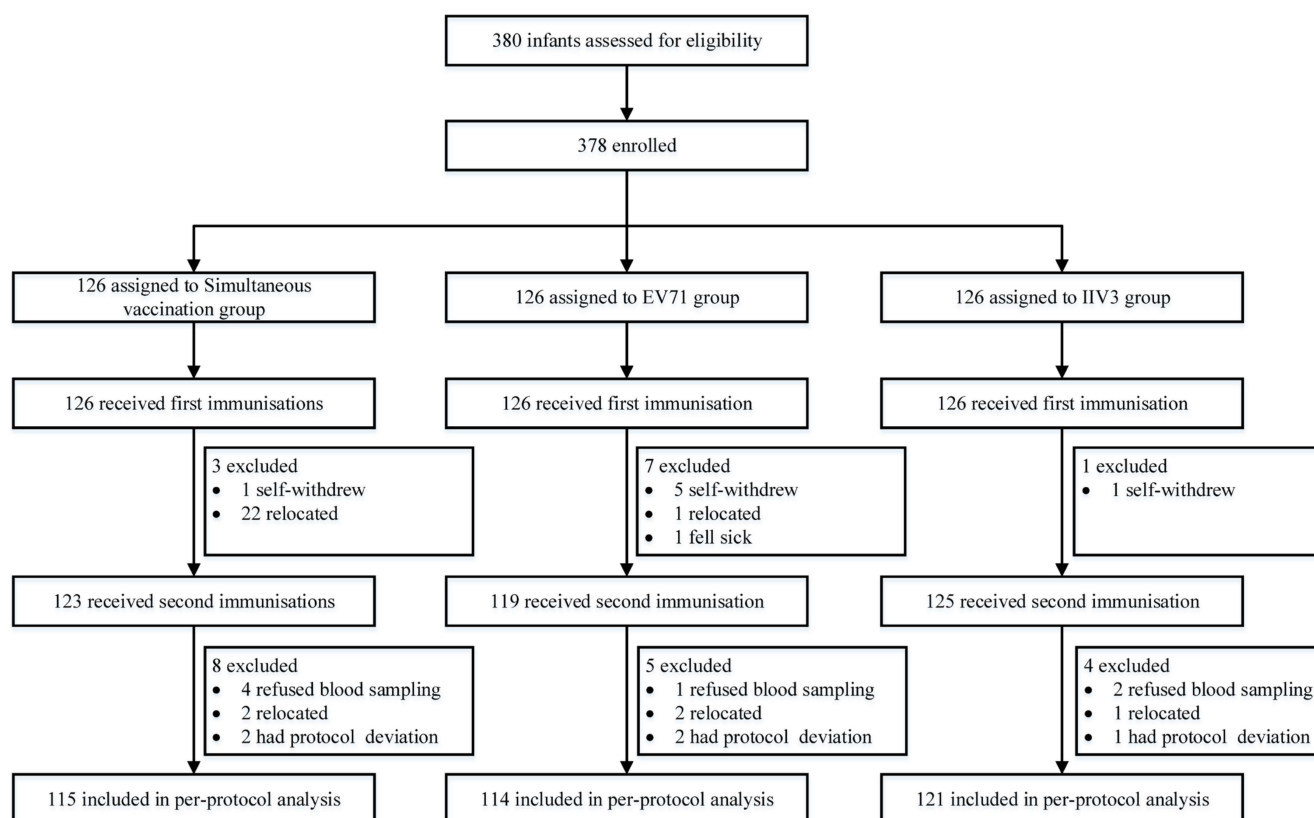 380 infants assessed for eligibility
378 enrolled
126 assigned to Simultaneous
vaccination group
126 assigned to EV71 group
126 assigned to IIV3 group
126 received first immunisations
126 received first immunisation
126 received first immunisation
3 excluded
• 1 self-withdrew
• 22 relocated
7 excluded
• 5 self-withdrew
• 1 relocated
• 1 fell sick
1 excluded
• 1 self-withdrew
123 received second immunisations
119 received second immunisation
125 received second immunisation
8 excluded
• 4 refused blood sampling
• 2 relocated
• 2 had protocol deviation
5 excluded
• 1 refused blood sampling
• 2 relocated
• 2 had protocol deviation
4 excluded
• 2 refused blood sampling
• 1 relocated
• 1 had protocol deviation
115 included in per-protocol analysis
114 included in per-protocol analysis
121 included in per-protocol analysis